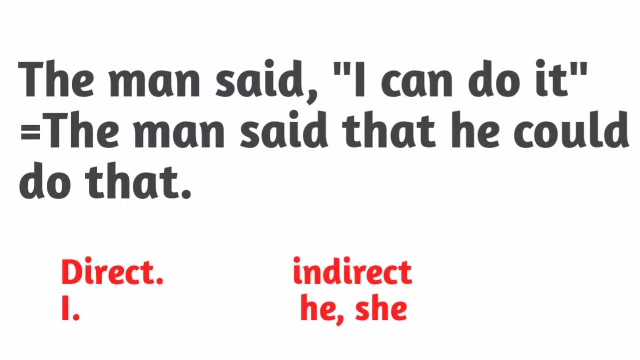 The man said, "I can do it"
=The man said that he could
do that.
Direct. indirect
I. he, she